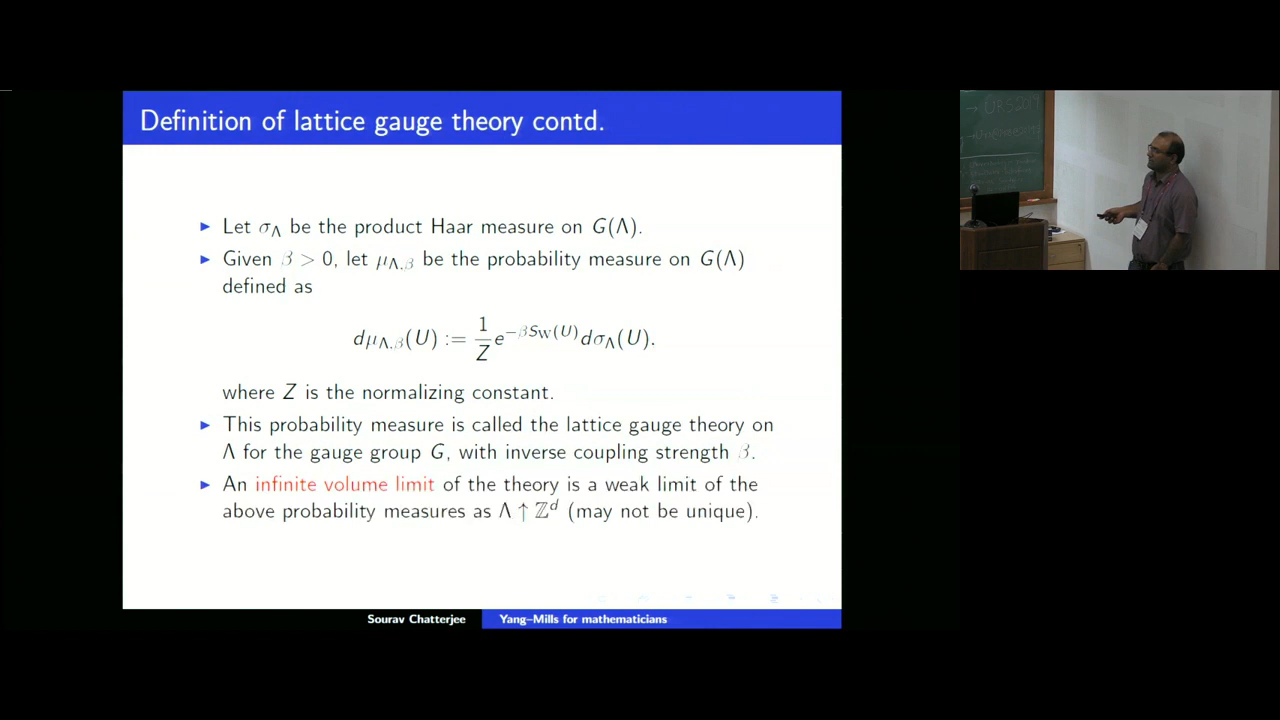 Definition of lattice gauge theory contd.
► Let σ_Λ be the product Haar measure on G(Λ).
► Given β > 0, let μ_{Λ,β} be the probability measure on G(Λ)
defined as
dμ_{Λ,β}(U) := \frac{1}{Z} e^{-βS_W(U)} dσ_Λ(U).
where Z is the normalizing constant.
► This probability measure is called the lattice gauge theory on
Λ for the gauge group G, with inverse coupling strength β.
► An infinite volume limit of the theory is a weak limit of the
above probability measures as Λ ↑ ℤ^d (may not be unique).
Sourav Chatterjee Yang–Mills for mathematicians